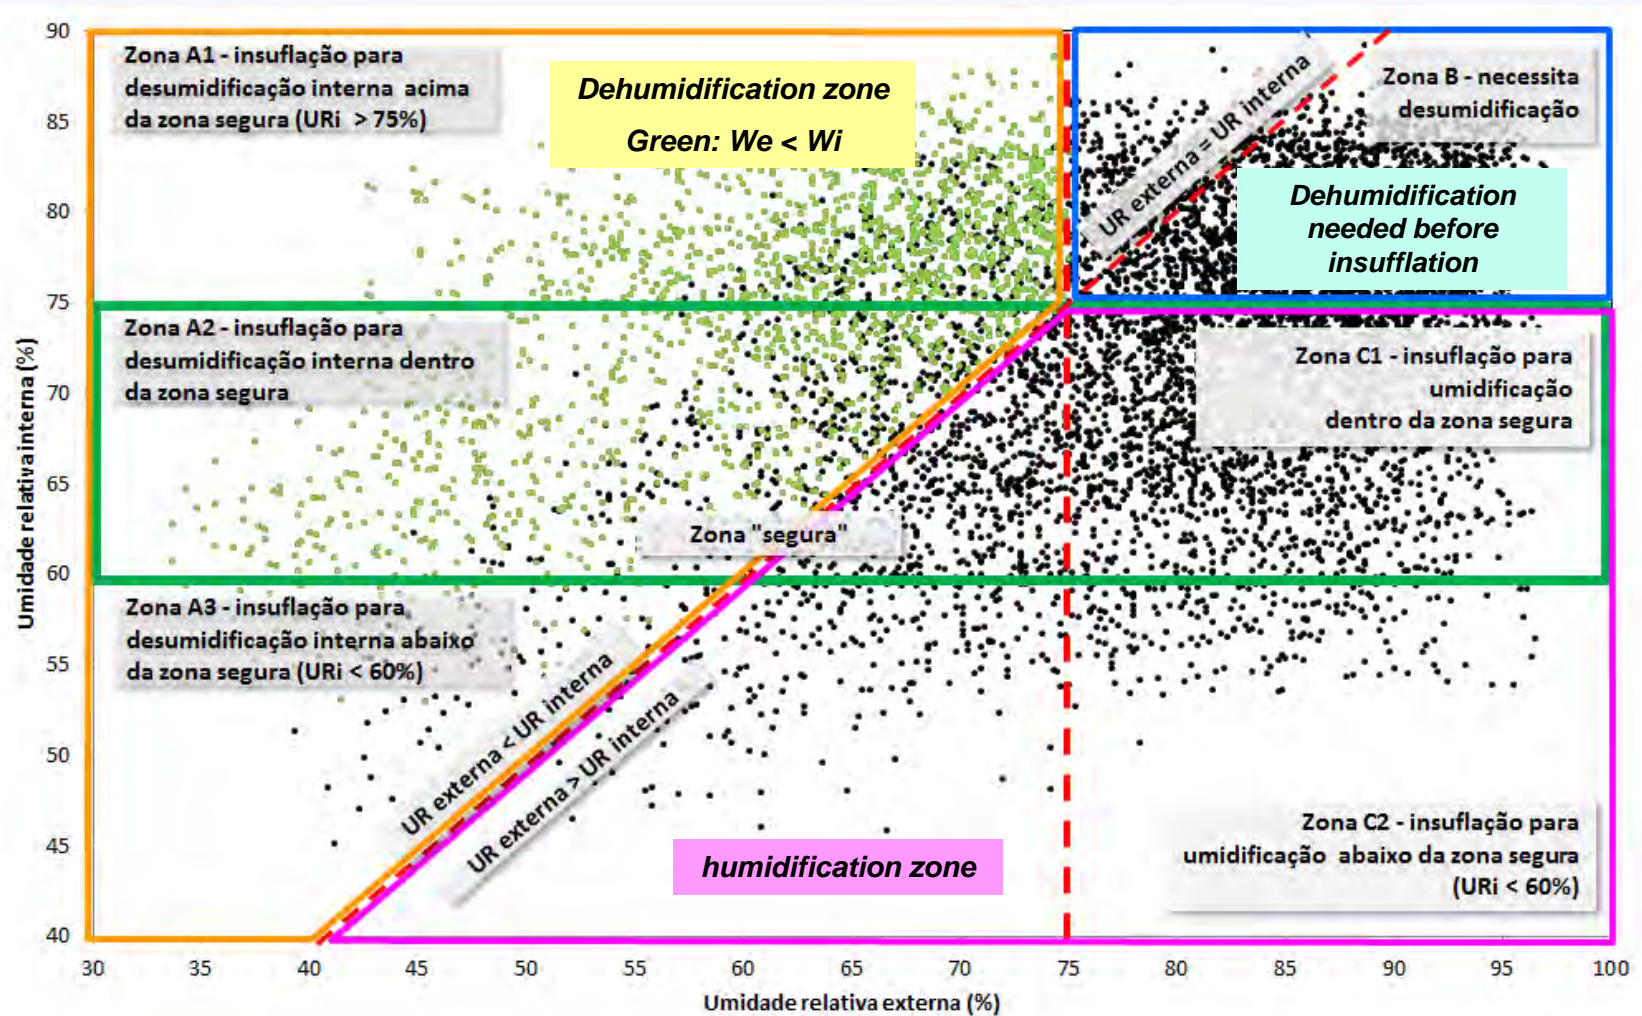 90
85
80
75
70
65
60
55
50
45
40
Umidade relativa interna (%)
Zona A1 - insuflação para
desumidificação interna acima
da zona segura (URi > 75%)
Dehumidification zone
Green: We < Wi
UR externa = UR interna
Zona B - necessita
desumidificação
Dehumidification
needed before
insufflation
Zona A2 - insuflação para
desumidificação interna dentro
da zona segura
Zona C1 - insuflação para
umidificação
dentro da zona segura
Zona "segura"
Zona A3 - insuflação para
desumidificação interna abaixo
da zona segura (URi < 60%)
UR externa < UR interna
UR externa > UR interna
humidification zone
Zona C2 - insuflação para
umidificação abaixo da zona segura
(URi < 60%)
30 35 40 45 50 55 60 65 70 75 80 85 90 95 100
Umidade relativa externa (%)